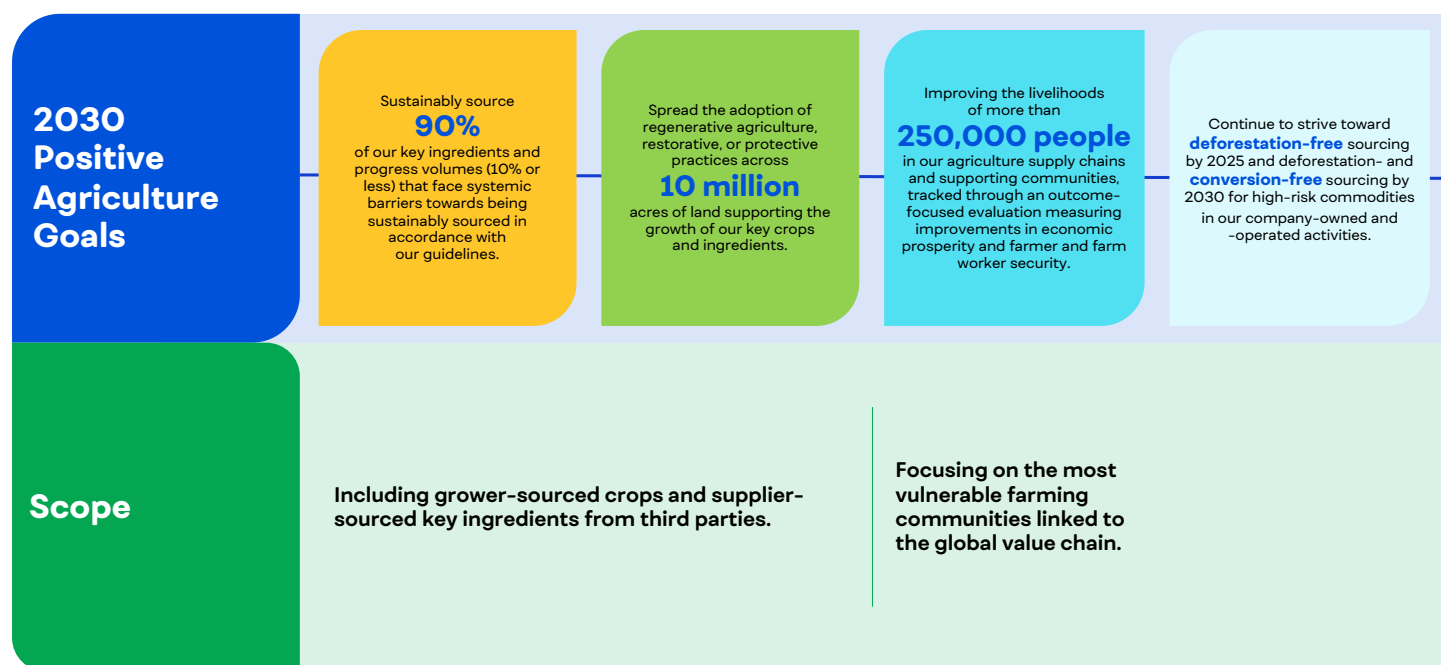 2030
Positive
Agriculture
Goals
Sustainably source
90%
of our key ingredients and
progress volumes (10% or
less) that face systemic
barriers towards being
sustainably sourced in
accordance with
our guidelines.
Spread the adoption of
regenerative agriculture,
restorative, or protective
practices across
10 million
acres of land supporting the
growth of our key crops
and ingredients.
Improving the livelihoods
of more than
250,000 people
in our agriculture supply chains
and supporting communities,
tracked through an outcome-
focused evaluation measuring
improvements in economic
prosperity and farmer and farm
worker security.
Continue to strive toward
deforestation-free sourcing
by 2025 and deforestation- and
conversion-free sourcing by
2030 for high-risk commodities
in our company-owned and
-operated activities.
Scope
Including grower-sourced crops and supplier-
sourced key ingredients from third parties.
Focusing on the most
vulnerable farming
communities linked to
the global value chain.